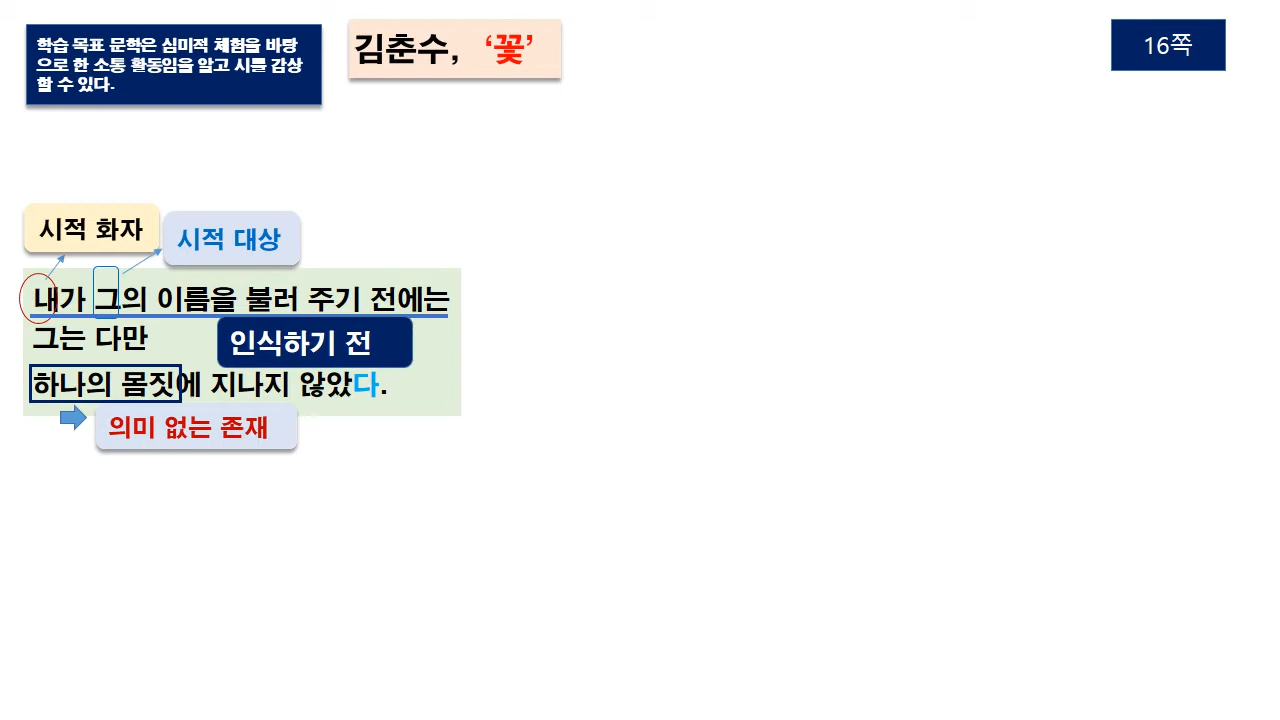 학습 목표 문학은 심미적 체험을 바탕
으로 한 소통 활동임을 알고 시를 감상
할 수 있다.
김춘수, ‘꽃’
16쪽
시적 화자
시적 대상
내가 그의 이름을 불러 주기 전에는
그는 다만
인식하기 전
하나의 몸짓에 지나지 않았다.
의미 없는 존재